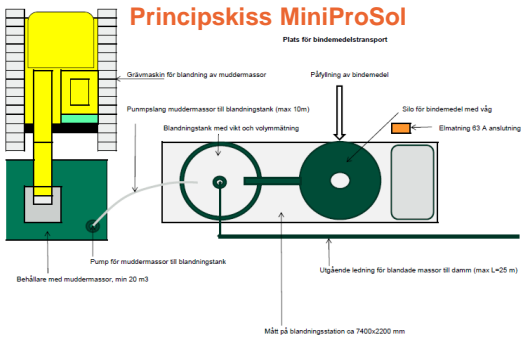 Principskiss MiniProSol
Plats för bindemedelstransport
Grävmaskin för blandning av muddermassor
Påfyllning av bindemedel
Punmpslang muddermassor till blandningstank (max 10m)
Silo för bindemedel med våg
Blandningstank med vikt och volymmätning
Elmatning 63 A anslutning
Pump för muddermassor till blandningstank
Utgående ledning för blandade massor till damm (max L=25 m)
Behållare med muddermassor, min 20 m3
Mått på blandningsstation ca 7400x2200 mm